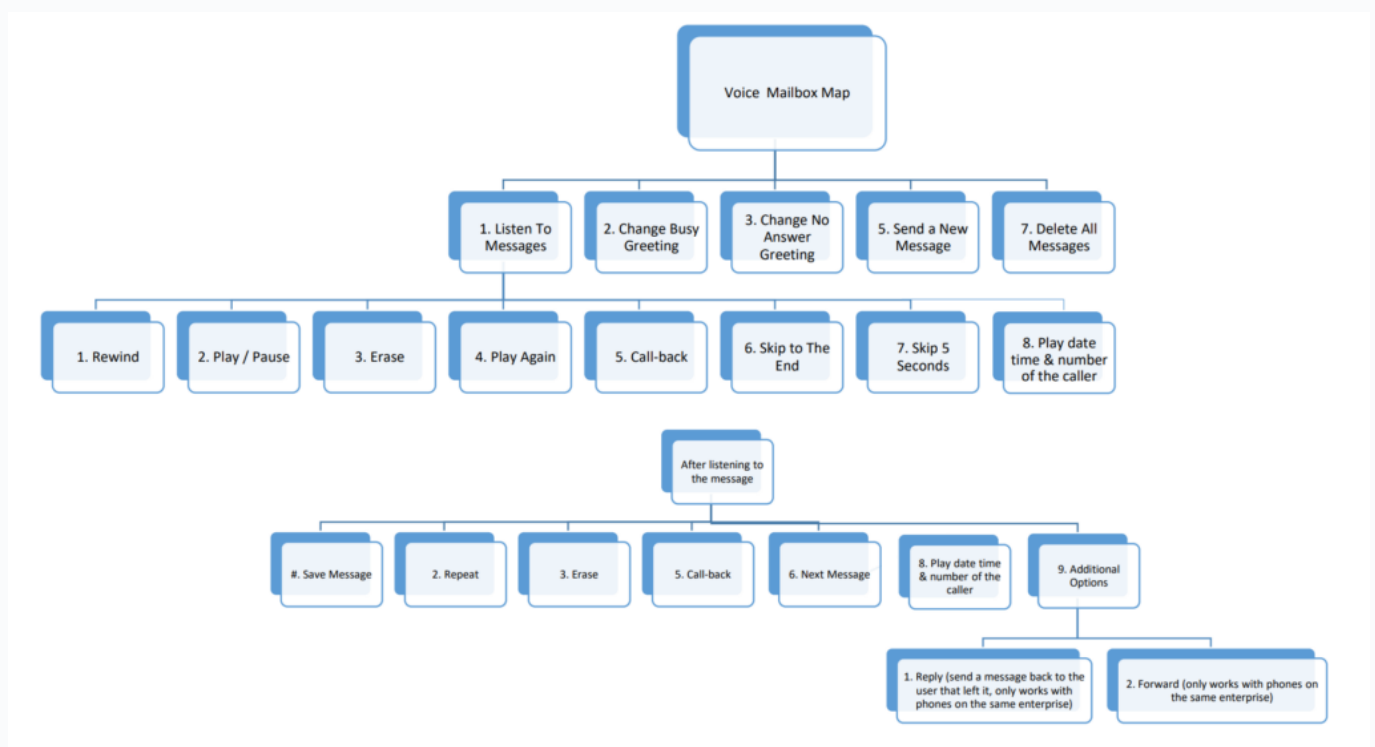 Voice Mailbox Map
1. Listen To
Messages
2. Change Busy
Greeting
3. Change No
Answer
Greeting
5. Send a New
Message
7. Delete All
Messages
1. Rewind
2. Play / Pause
3. Erase
4. Play Again
5. Call-back
6. Skip to The
End
7. Skip 5
Seconds
8. Play date
time & number
of the caller
After listening to
the message
#. Save Message
2. Repeat
3. Erase
5. Call-back
6. Next Message
8. Play date time
& number of the
caller
9. Additional
Options
1. Reply (send a message back to the
user that left it, only works with
phones on the same enterprise)
2. Forward (only works with phones on
the same enterprise)